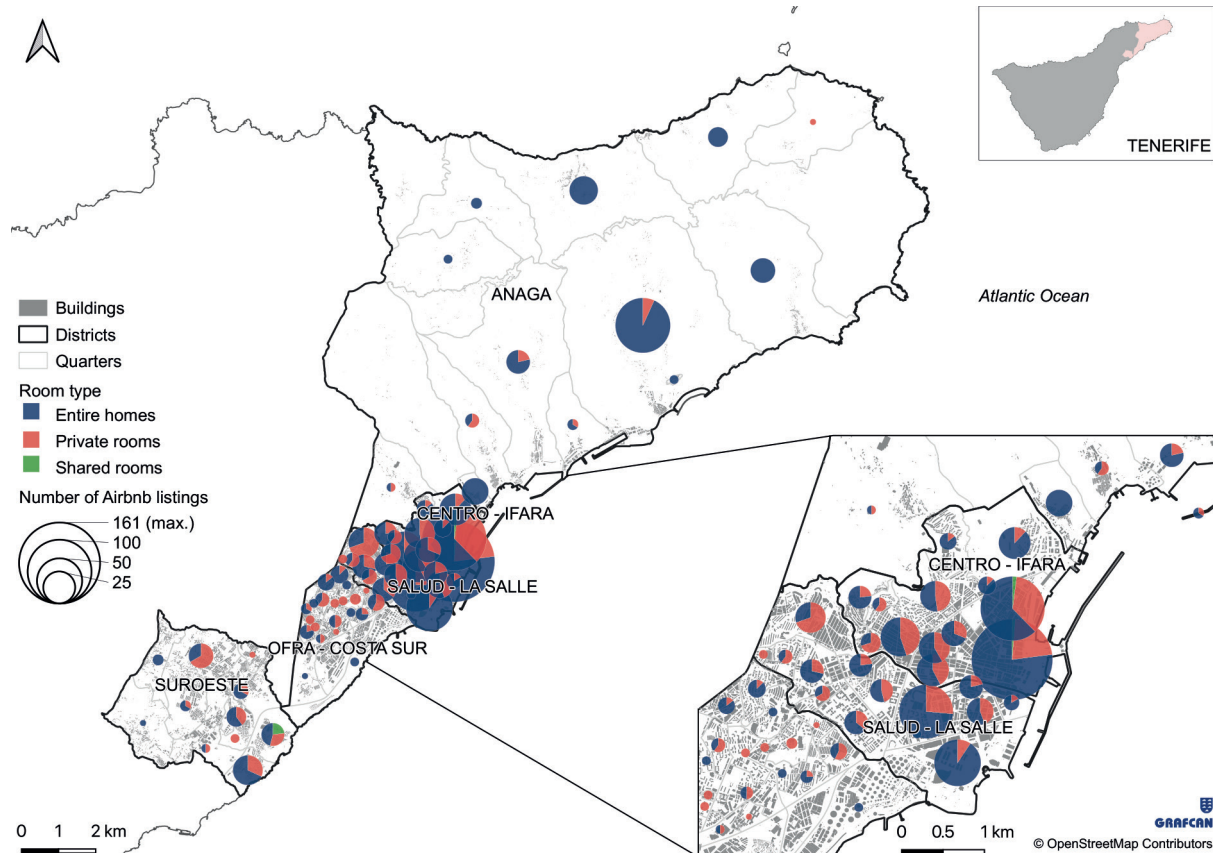 TENERIFE
Atlantic Ocean
ANAGA
Buildings
Districts
Quarters
Room type
Entire homes
Private rooms
Shared rooms
Number of Airbnb listings
161 (max.)
100
50
25
CENTRO - IFARA
SALUD - LA SALLE
OFRA - COSTA SUR
SUROESTE
0 1 2 km
CENTRO - IFARA
SALUD - LA SALLE
0 0.5 1 km
GRAFCAN
© OpenStreetMap Contributors